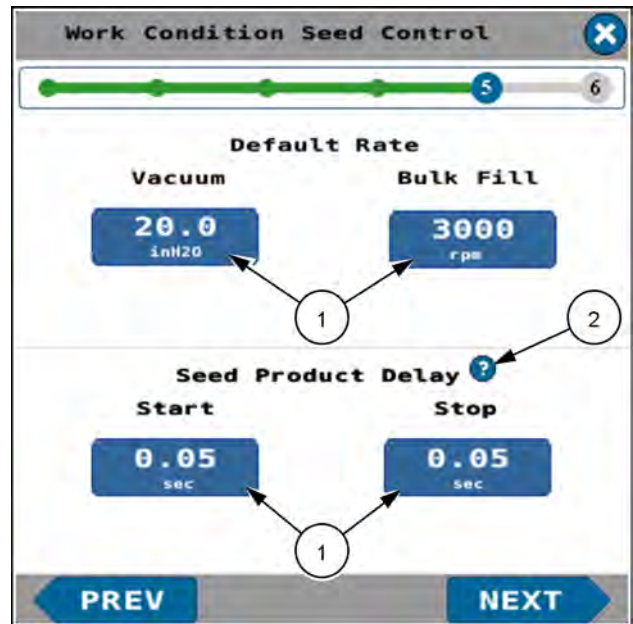 Work Condition Seed Control
5 6
Default Rate
Vacuum Bulk Fill
20.0 3000
inH2O rpm
1
2
Seed Product Delay ?
Start Stop
0.05 0.05
sec sec
1
PREV NEXT